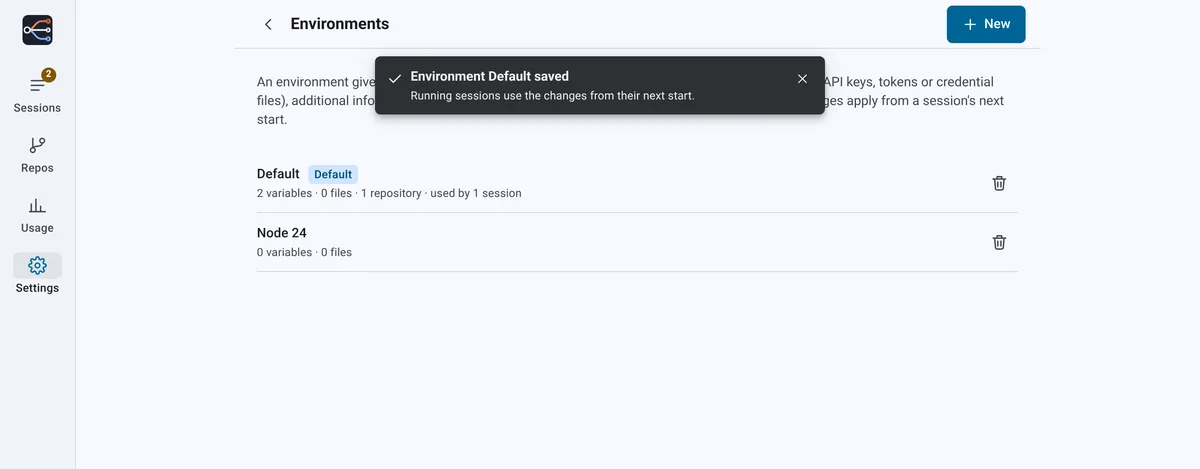 Environments
New
2
Sessions
Repos
Usage
Settings
Environment Default saved
Running sessions use the changes from their next start.
An environment give
API keys, tokens or credential
files), additional info
ges apply from a session's next
start.
Default Default
2 variables · 0 files · 1 repository · used by 1 session
Node 24
0 variables · 0 files